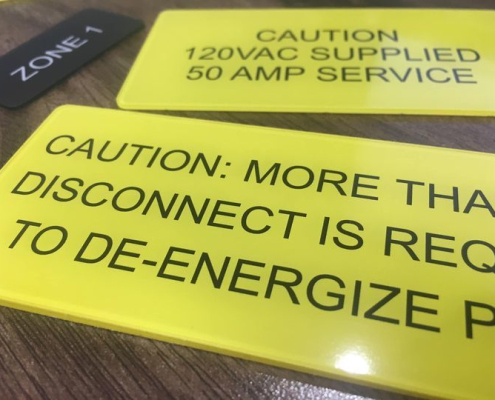 ZONE 1
CAUTION
120VAC SUPPLIED
50 AMP SERVICE
CAUTION: MORE THA
DISCONNECT IS REQ
TO DE-ENERGIZE P